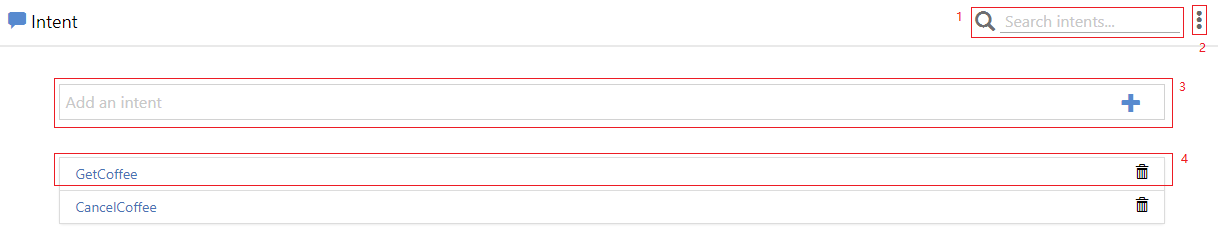 Intent
1
Search intents...
2
Add an intent
3
GetCoffee
4
CancelCoffee